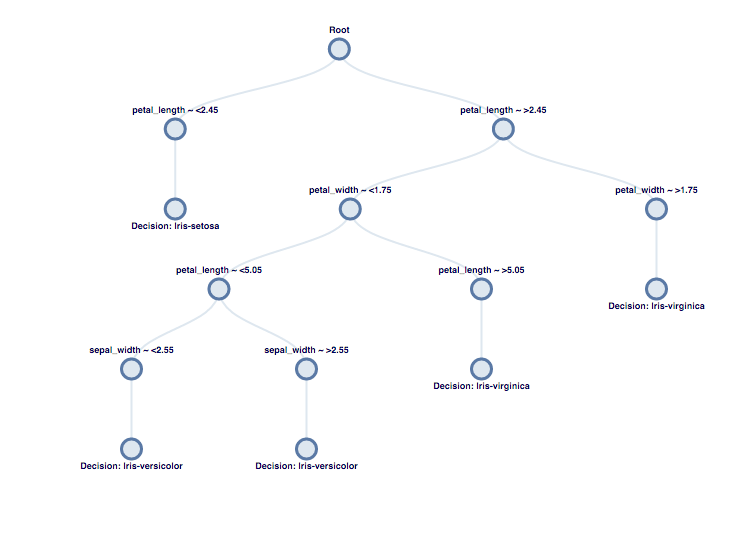 Root
petal_length ~ <2.45
petal_length ~ >2.45
petal_width ~ <1.75
petal_width ~ >1.75
Decision: Iris-setosa
petal_length ~ <5.05
petal_length ~ >5.05
Decision: Iris-virginica
sepal_width ~ <2.55
sepal_width ~ >2.55
Decision: Iris-virginica
Decision: Iris-versicolor
Decision: Iris-versicolor